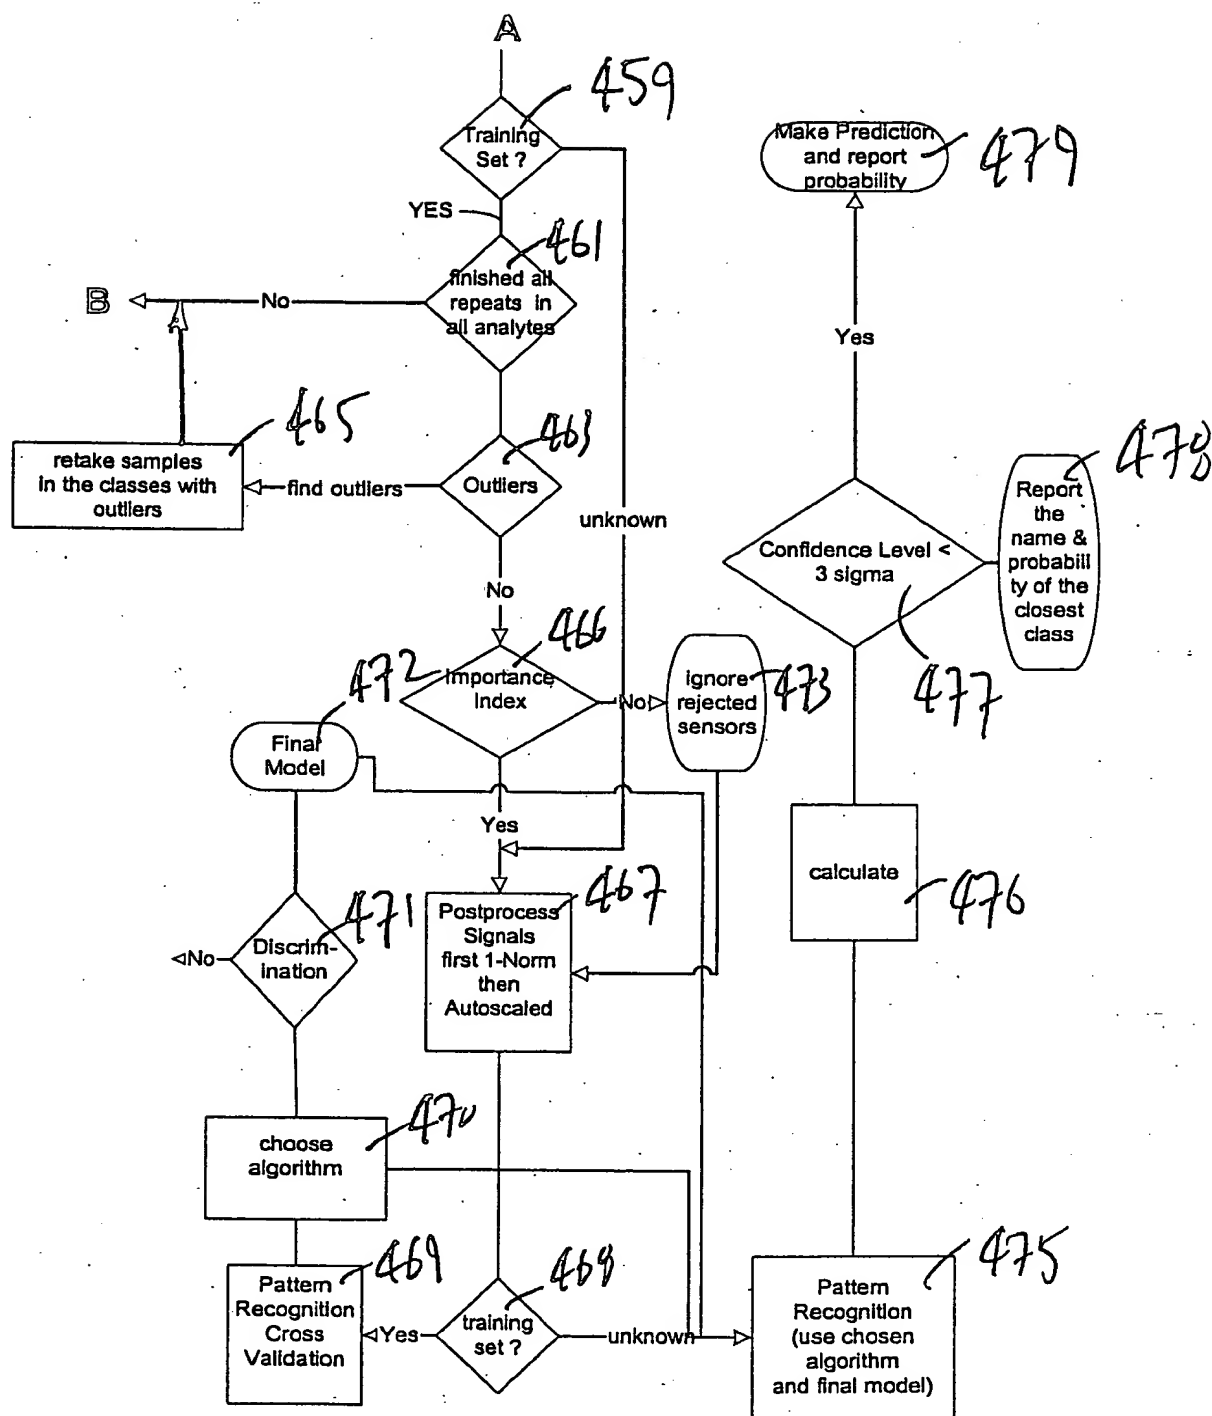 A
459
Training
Set ?
YES
461
finished all
repeats in
all analytes
No
B
465
retake samples
in the classes with
outliers
find outliers
463
Outliers
unknown
No
466
Importance
Index
No
473
ignore
rejected
sensors
472
Final
Model
Yes
467
Postprocess
Signals
first 1-Norm
then
Autoscaled
471
Discrim-
ination
No
470
choose
algorithm
469
Pattern
Recognition
Cross
Validation
Yes
468
training
set ?
unknown
475
Pattern
Recognition
(use chosen
algorithm
and final model)
476
calculate
477
Confidence Level <
3 sigma
478
Report
the
name &
probabili
ty of the
closest
class
Yes
479
Make Prediction
and report
probability